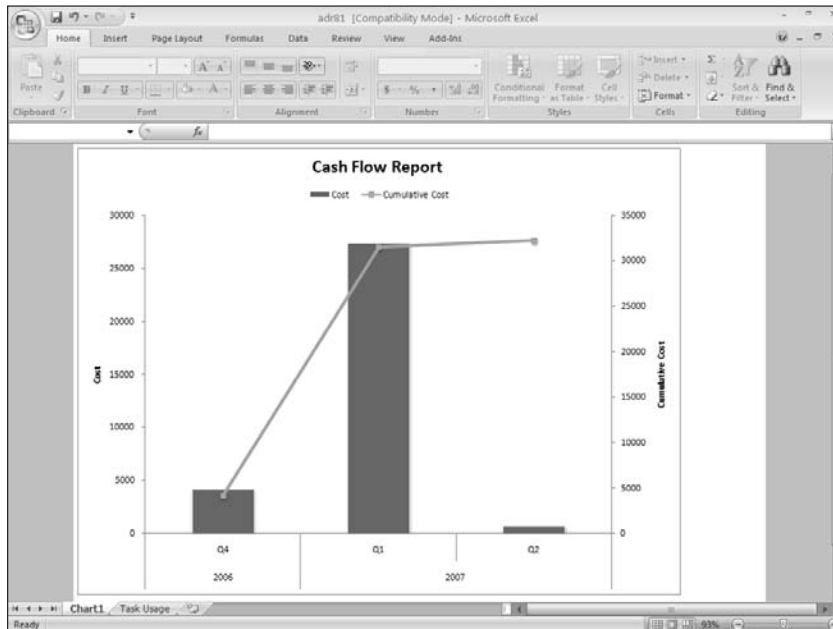 adr81 [Compatibility Mode] - Microsoft Excel
Home Insert Page Layout Formulas Data Review View Add-Ins
Paste
B I U
A A
$ % ,
Conditional Formatting
Format as Table
Cell Styles
Insert
Delete
Format
Σ
Sort & Filter
Find & Select
Clipboard Font Alignment Number Styles Cells Editing
fx
Cash Flow Report
Cost Cumulative Cost
30000
25000
20000
15000
10000
5000
0
Cost
35000
30000
25000
20000
15000
10000
5000
0
Cumulative Cost
Q4 Q1 Q2
2006 2007
Chart1 Task Usage
Ready 93%